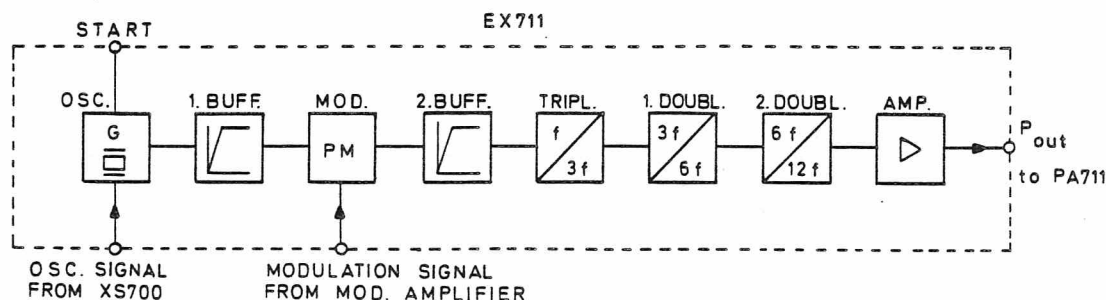 EX711
START
OSC.
1. BUFF.
MOD.
2. BUFF.
TRIPL.
1. DOUBL.
2. DOUBL.
AMP.
G
PM
f
3f
3f
6f
6f
12f
Pout
to PA711
OSC. SIGNAL
FROM XS700
MODULATION SIGNAL
FROM MOD. AMPLIFIER